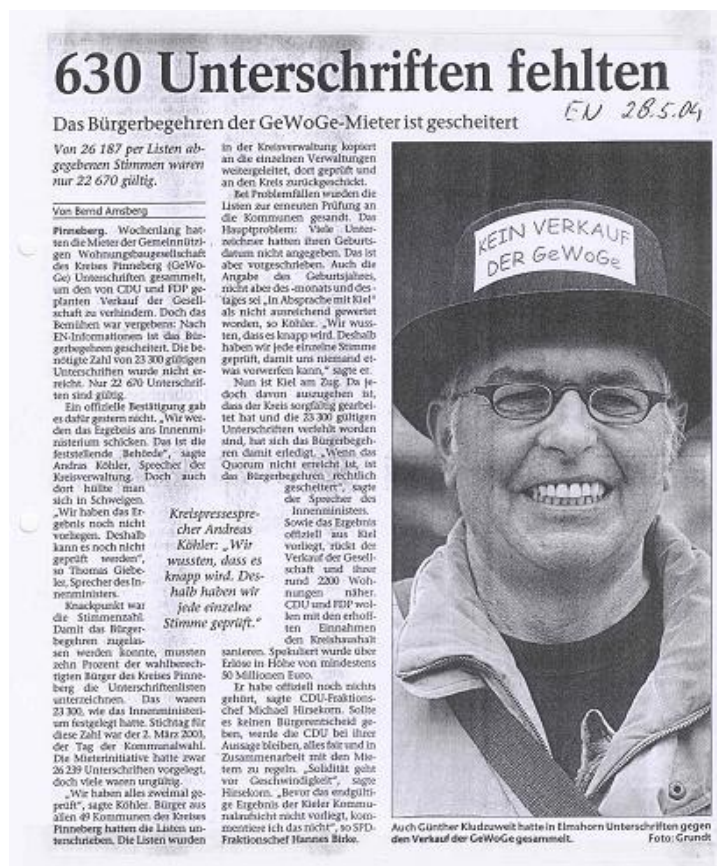 630 Unterschriften fehlten
EN 28.5.04
Das Bürgerbegehren der GeWoGe-Mieter ist gescheitert
Von 26 187 per Listen ab-
gegebenen Stimmen waren
nur 22 670 gültig.
Von Bernd Amsberg
Pinneberg. Wochenlang hat-
ten die Mieter der Gemeinnützi-
gen Wohnungsbaugesellschaft
des Kreises Pinneberg (GeWo-
Ge) Unterschriften gesammelt,
um den von CDU und FDP ge-
planten Verkauf der Gesell-
schaft zu verhindern. Doch das
Bemühen war vergebens: Nach
EN-Informationen ist das Bür-
gerbegehren gescheitert. Die be-
nötigte Zahl von 23 300 gültigen
Unterschriften wurde nicht er-
reicht. Nur 22 670 Unterschrif-
ten sind gültig.
Ein offizielle Bestätigung gab
es dafür gestern nicht. „Wir wer-
den das Ergebnis ans Innenmi-
nisterium schicken. Das ist die
feststellende Behörde“, sagte
Andras Köhler, Sprecher der
Kreisverwaltung. Doch auch
dort hüllte man
sich in Schweigen.
„Wir haben das Er-
gebnis noch nicht
vorliegen. Deshalb
kann es noch nicht
geprüft werden“,
so Thomas Giebe-
ler, Sprecher des In-
nenministers.
Knackpunkt war
die Stimmenzahl.
Damit das Bürger-
begehren zugelas-
sen werden konnte, mussten
zehn Prozent der wahlberech-
tigten Bürger des Kreises Pinne-
berg die Unterschriftenlisten
unterzeichnen. Das waren
23 300, wie das Innenministeri-
um festgelegt hatte. Stichtag für
diese Zahl war der 2. März 2003,
der Tag der Kommunalwahl.
Die Mieterinitiative hatte zwar
26 239 Unterschriften vorgelegt,
doch viele waren ungültig.
„Wir haben alles zweimal ge-
prüft“, sagte Köhler. Bürger aus
allen 49 Kommunen des Kreises
Pinneberg hatten die Listen un-
terschrieben. Die Listen wurden
in der Kreisverwaltung kopiert
an die einzelnen Verwaltungen
weitergeleitet, dort geprüft und
an den Kreis zurückgeschickt.
Bei Problemfällen wurden die
Listen zur erneuten Prüfung an
die Kommunen gesandt. Das
Hauptproblem: Viele Unter-
zeichner hatten ihren Geburts-
datum nicht angegeben. Das ist
aber vorgeschrieben. Auch die
Angabe des Geburtsjahres,
nicht aber des -monats und des
-tages sei „in Absprache mit Kiel“
als nicht ausreichend gewertet
worden, so Köhler. „Wir wuss-
ten, dass es knapp wird. Deshalb
haben wir jede einzelne Stimme
geprüft, damit uns niemand et-
was vorwerfen kann,“ sagte er.
Nun ist Kiel am Zug. Da je-
doch davon auszugehen ist,
dass der Kreis sorgfältig gearbei-
tet hat und die 23 300 gültigen
Unterschriften verfehlt worden
sind, hat sich das Bürgerbegeh-
ren damit erledigt. „Wenn das
Quorum nicht erreicht ist, ist
das Bürgerbegehren rechtlich
gescheitert“, sagte
der Sprecher des
Innenministers.
Sowie das Ergebnis
offiziell aus Kiel
vorliegt, rückt der
Verkauf der Gesell-
schaft und ihrer
rund 2200 Woh-
nungen näher.
CDU und FDP wol-
len mit den erhoff-
ten Einnahmen
den Kreishaushalt
sanieren. Spekuliert wurde über
Erlöse in Höhe von mindestens
50 Millionen Euro.
Er habe offiziell noch nichts
gehört, sagte CDU-Fraktions-
chef Michael Hirsekorn. Sollte
es keinen Bürgerentscheid ge-
ben, werde die CDU bei ihrer
Aussage bleiben, alles fair und in
Zusammenarbeit mit den Mie-
tern zu regeln. „Solidität geht
vor Geschwindigkeit“, sagte
Hirsekorn. „Bevor das endgülti-
ge Ergebnis der Kieler Kommu-
nalaufsicht nicht vorliegt, kom-
mentiere ich das nicht“, so SPD-
Fraktionschef Hannes Birke.
Kreispressespre-
cher Andreas
Köhler: „Wir
wussten, dass es
knapp wird. Des-
halb haben wir
jede einzelne
Stimme geprüft.“
KEIN VERKAUF
DER GeWoGe
Auch Günther Kludzuweit hatte in Elmshorn Unterschriften gegen
den Verkauf der GeWoGe gesammelt. Foto: Grundt